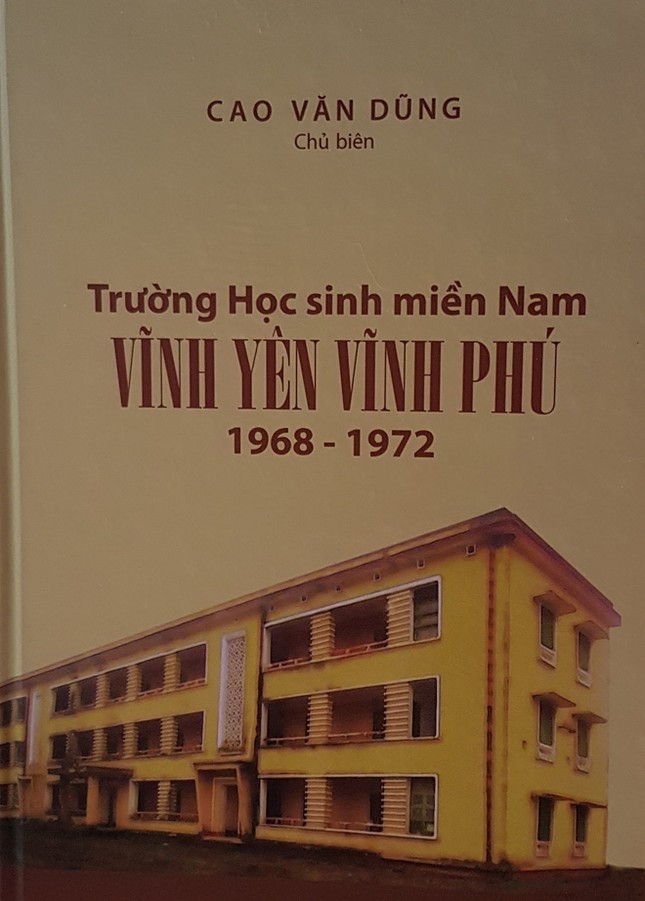 CAO VĂN DŨNG
Chủ biên
Trường Học sinh miền Nam
VĨNH YÊN VĨNH PHÚ
1968 - 1972